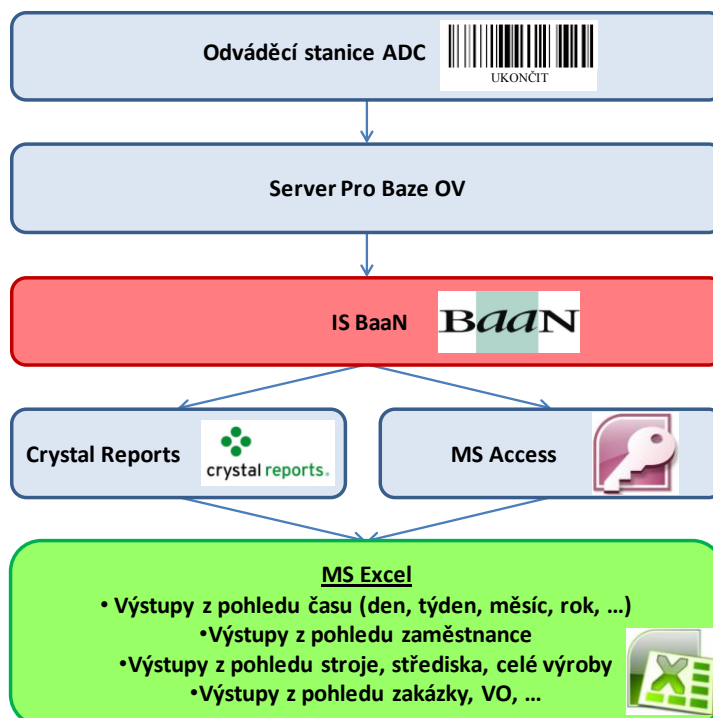 Odváděcí stanice ADC
UKONČIT
Server Pro Baze OV
IS BaaN
BaaN
Crystal Reports
crystal reports.
MS Access
MS Excel
• Výstupy z pohledu času (den, týden, měsíc, rok, …)
•Výstupy z pohledu zaměstnance
•Výstupy z pohledu stroje, střediska, celé výroby
•Výstupy z pohledu zakázky, VO, …